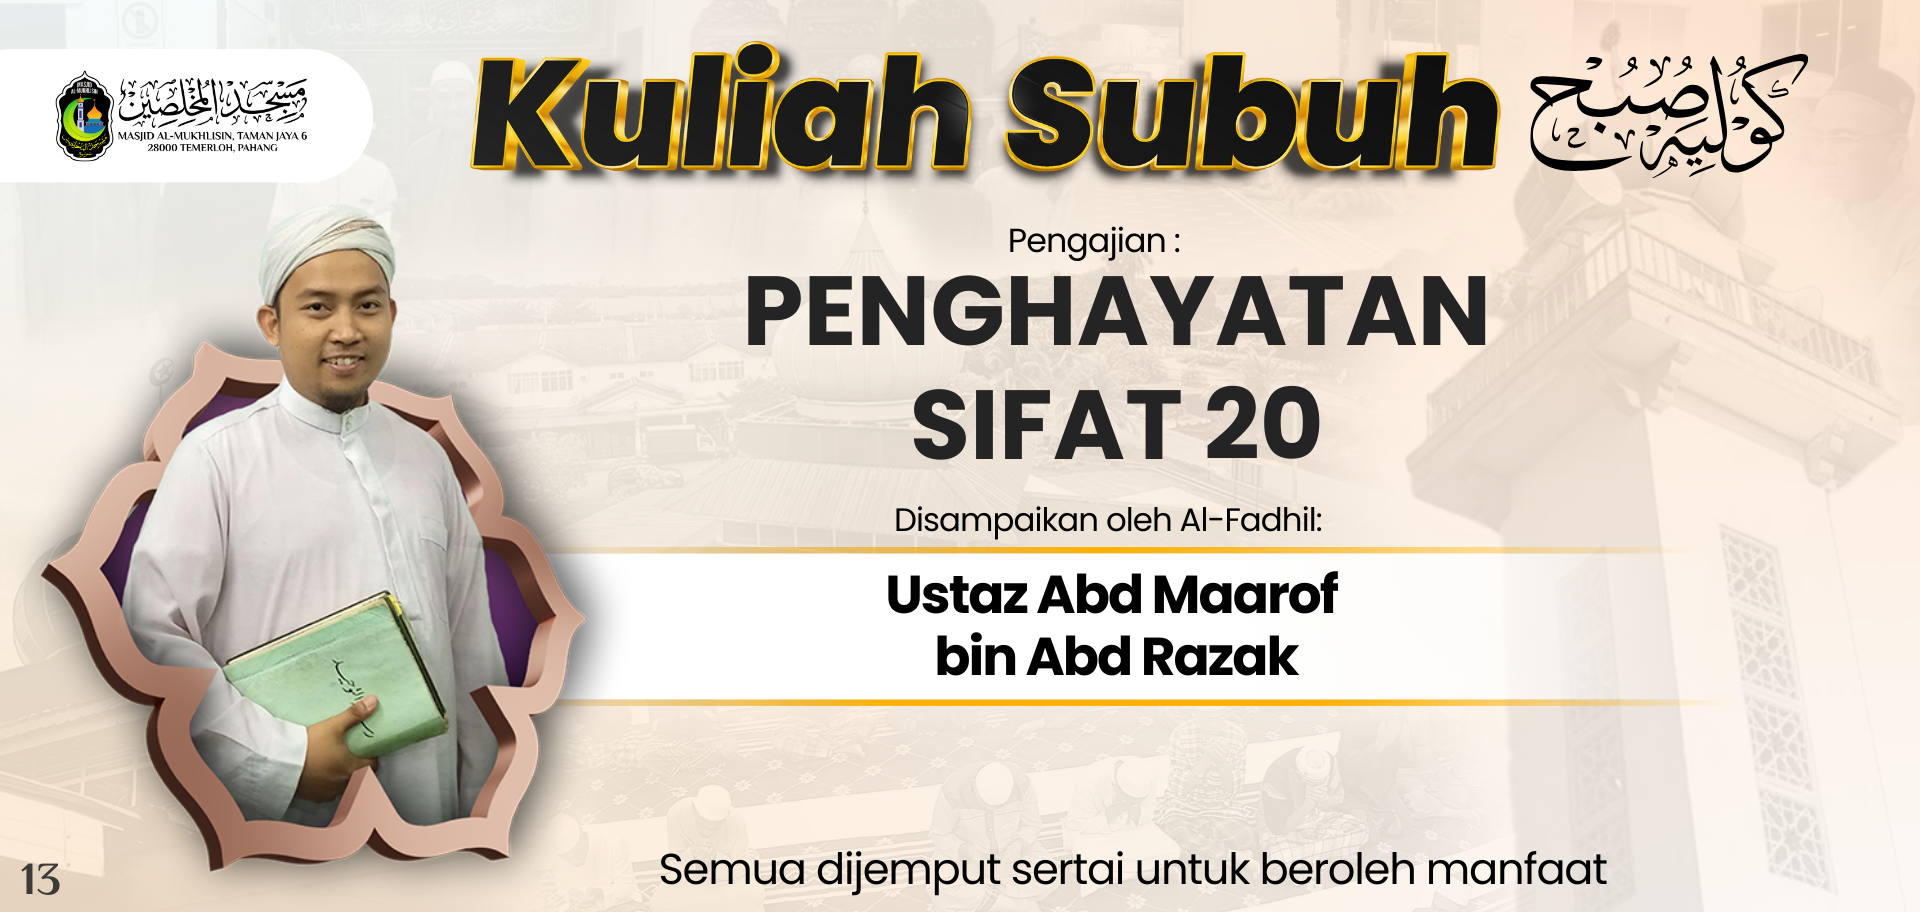 مسجد المخلصين
MASJID AL-MUKHLISIN, TAMAN JAYA 6
28000 TEMERLOH, PAHANG
Kuliah Subuh
كولية صبح
Pengajian :
PENGHAYATAN
SIFAT 20
Disampaikan oleh Al-Fadhil:
Ustaz Abd Maarof
bin Abd Razak
Semua dijemput sertai untuk beroleh manfaat
13